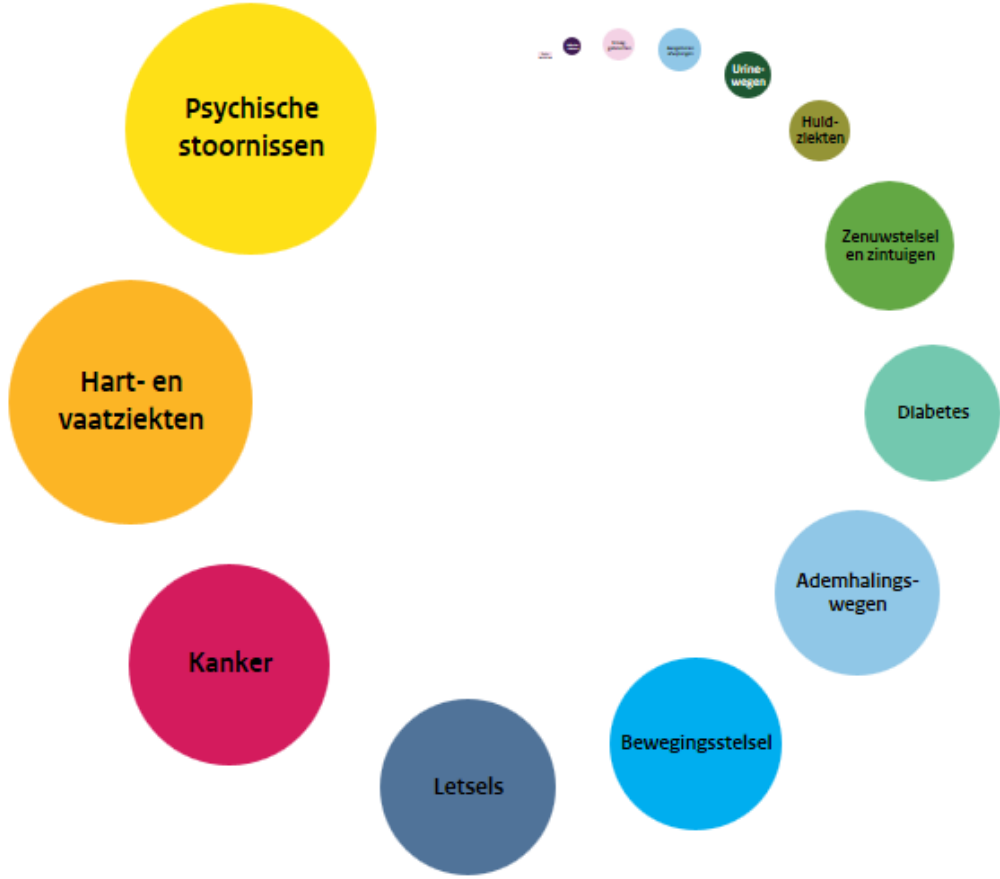 Psychische
stoornissen
Urine-
wegen
Huid-
ziekten
Zenuwstelsel
en zintuigen
Hart- en
vaatziekten
Diabetes
Ademhalings-
wegen
Kanker
Bewegingsstelsel
Letsels